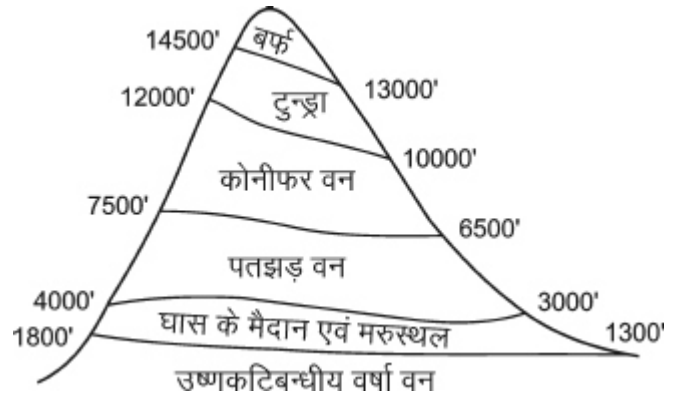 बर्फ
14500'
13000'
टुन्ड्रा
12000'
10000'
कोनीफर वन
7500'
6500'
पतझड़ वन
4000'
3000'
घास के मैदान एवं मरुस्थल
1800'
1300'
उष्णकटिबन्धीय वर्षा वन